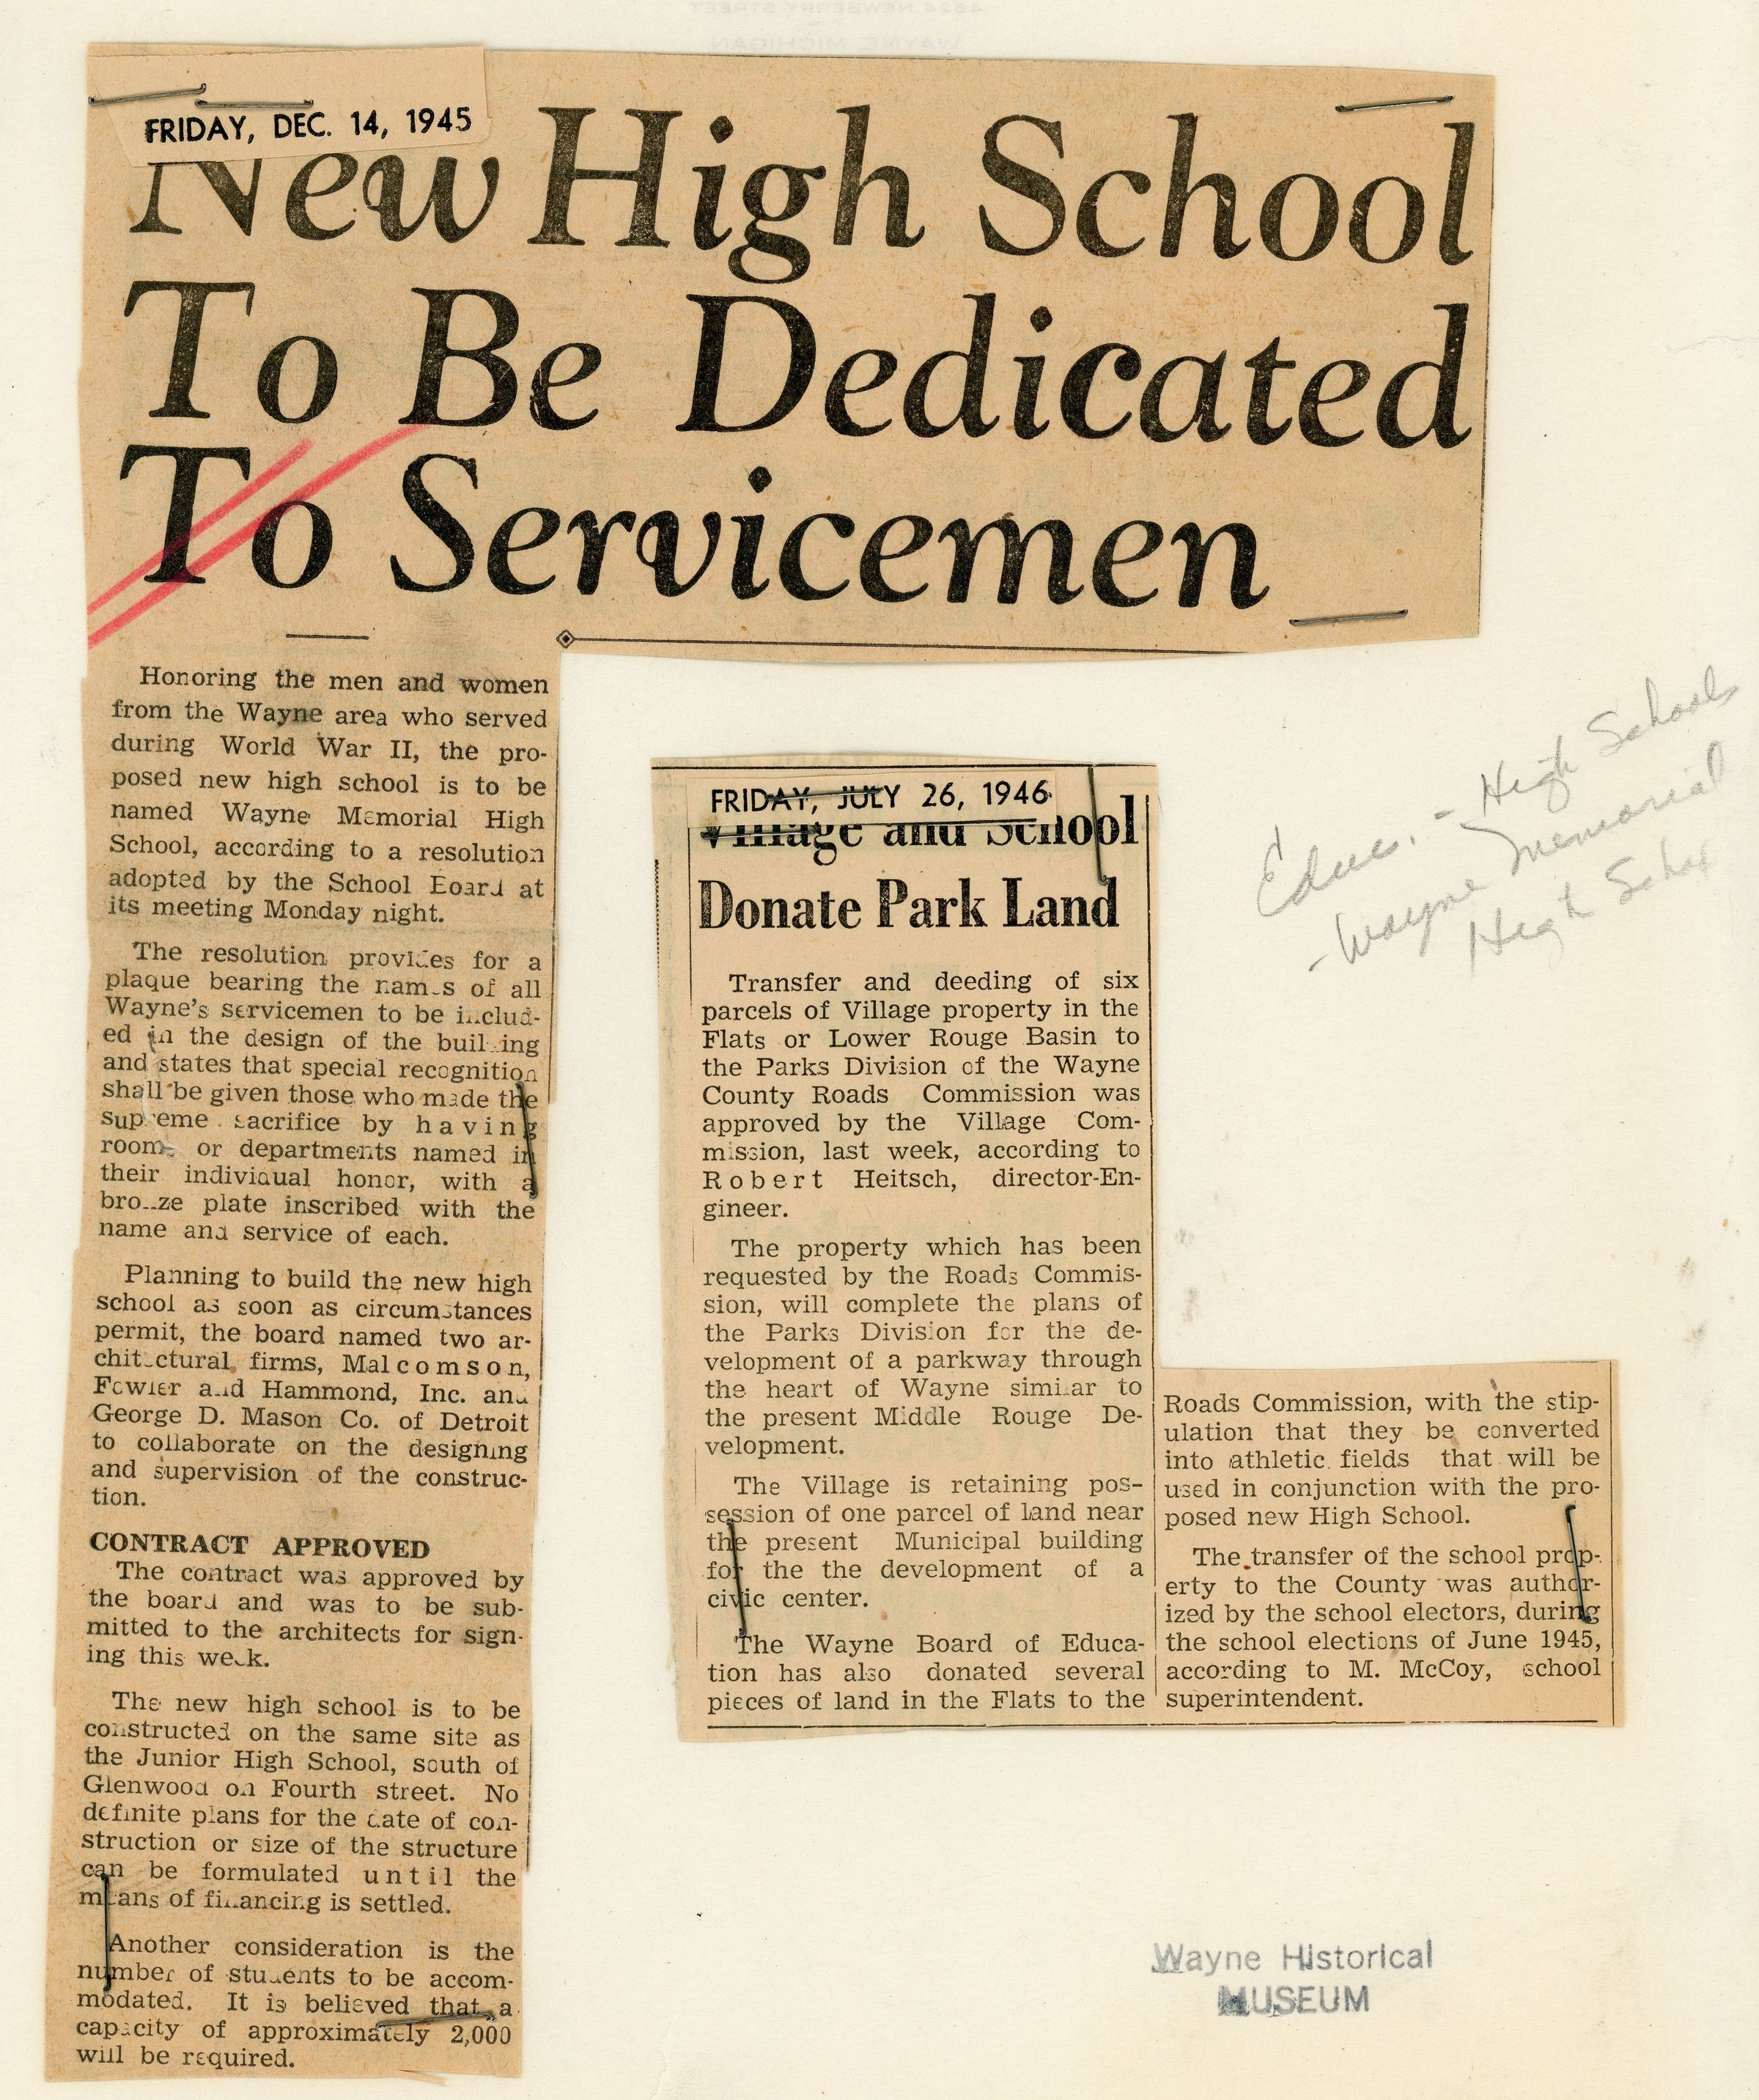 FRIDAY, DEC. 14, 1945
New High School
To Be Dedicated
To Servicemen
Honoring the men and women
from the Wayne area who served
during World War II, the pro-
posed new high school is to be
named Wayne Memorial High
School, according to a resolution
adopted by the School Board at
its meeting Monday night.
The resolution provides for a
plaque bearing the names of all
Wayne's servicemen to be includ-
ed in the design of the building
and states that special recognition
shall be given those who made the
supreme sacrifice by having
rooms or departments named in
their individual honor, with a
bronze plate inscribed with the
name and service of each.
Planning to build the new high
school as soon as circumstances
permit, the board named two ar-
chitectural firms, Malcomson,
Fowler and Hammond, Inc. and
George D. Mason Co. of Detroit
to collaborate on the designing
and supervision of the construc-
tion.
CONTRACT APPROVED
The contract was approved by
the board and was to be sub-
mitted to the architects for sign-
ing this week.
The new high school is to be
constructed on the same site as
the Junior High School, south of
Glenwood on Fourth street. No
definite plans for the date of con-
struction or size of the structure
can be formulated until the
means of financing is settled.
Another consideration is the
number of students to be accom-
modated. It is believed that a
capacity of approximately 2,000
will be required.
FRIDAY, JULY 26, 1946
Village and School
Donate Park Land
Transfer and deeding of six
parcels of Village property in the
Flats or Lower Rouge Basin to
the Parks Division of the Wayne
County Roads Commission was
approved by the Village Com-
mission, last week, according to
Robert Heitsch, director-En-
gineer.
The property which has been
requested by the Roads Commis-
sion, will complete the plans of
the Parks Division for the de-
velopment of a parkway through
the heart of Wayne similar to
the present Middle Rouge De-
velopment.
The Village is retaining pos-
session of one parcel of land near
the present Municipal building
for the the development of a
civic center.
The Wayne Board of Educa-
tion has also donated several
pieces of land in the Flats to the
Roads Commission, with the stip-
ulation that they be converted
into athletic fields that will be
used in conjunction with the pro-
posed new High School.
The transfer of the school prop-
erty to the County was author-
ized by the school electors, during
the school elections of June 1945,
according to M. McCoy, school
superintendent.
Educ. - High Schools
- Wayne Memorial
High School
Wayne Historical
MUSEUM